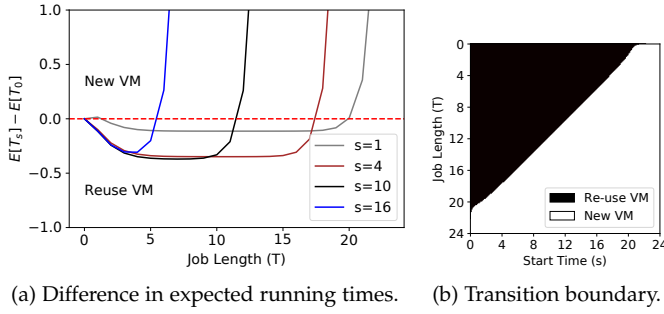 1.0
0.5
0.0
−0.5
−1.0
E[T_s] − E[T_0]
New VM
Reuse VM
s=1
s=4
s=10
s=16
0 5 10 15 20
Job Length (T)
(a) Difference in expected running times.
0
4
8
12
16
20
24
Job Length (T)
Re-use VM
New VM
0 4 8 12 16 20 24
Start Time (s)
(b) Transition boundary.